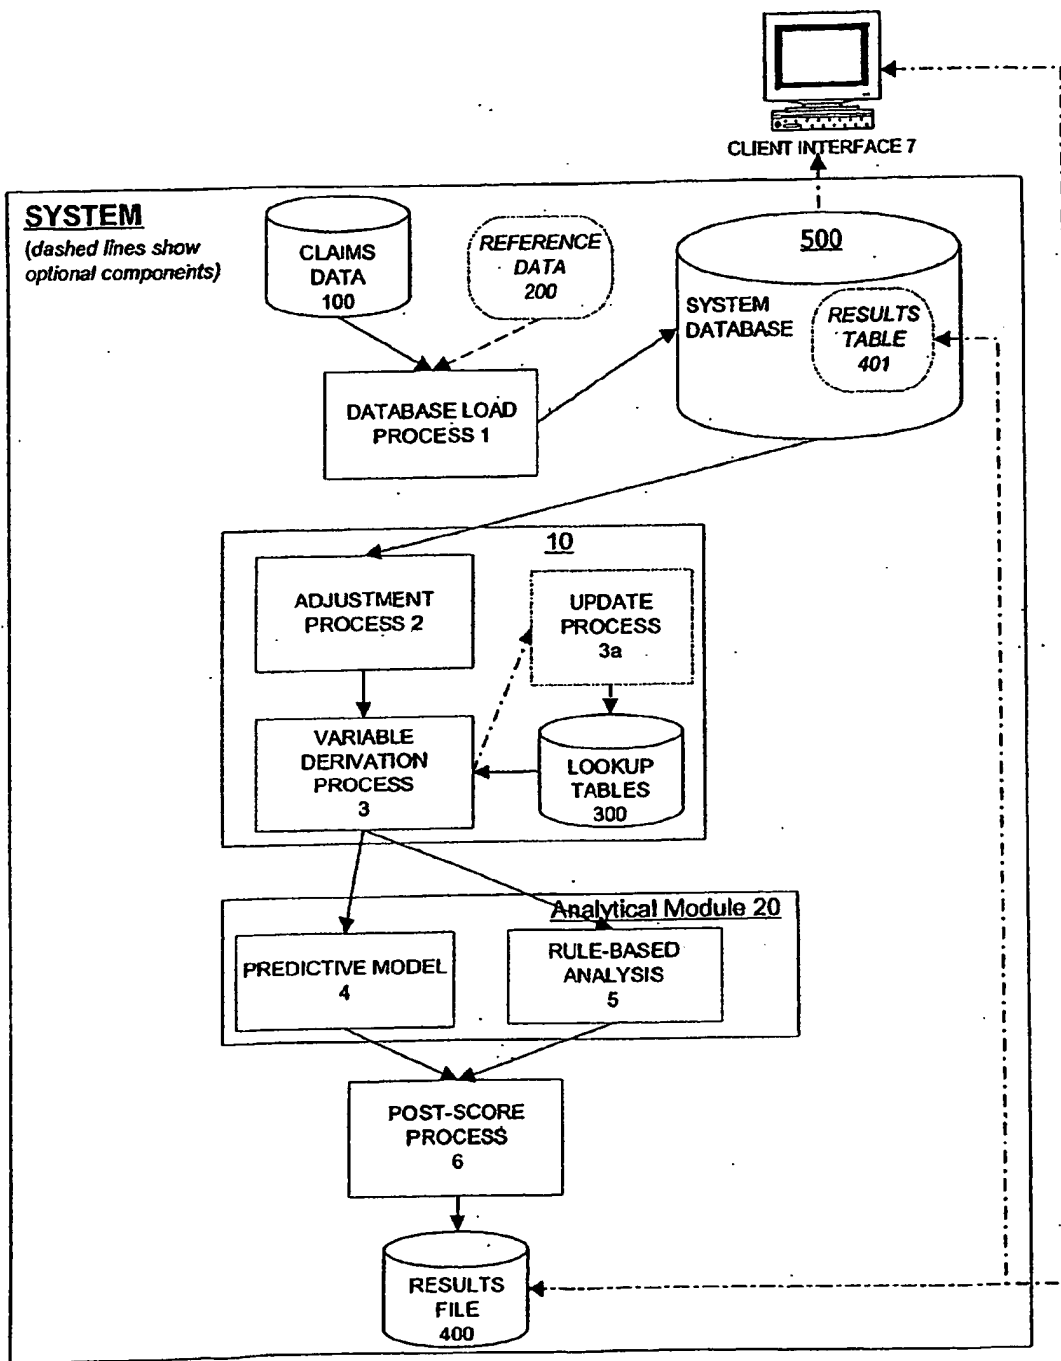 CLIENT INTERFACE 7
SYSTEM
(dashed lines show
optional components)
CLAIMS
DATA
100
REFERENCE
DATA
200
500
SYSTEM
DATABASE
RESULTS
TABLE
401
DATABASE LOAD
PROCESS 1
10
ADJUSTMENT
PROCESS 2
UPDATE
PROCESS
3a
VARIABLE
DERIVATION
PROCESS
3
LOOKUP
TABLES
300
Analytical Module 20
PREDICTIVE MODEL
4
RULE-BASED
ANALYSIS
5
POST-SCORE
PROCESS
6
RESULTS
FILE
400